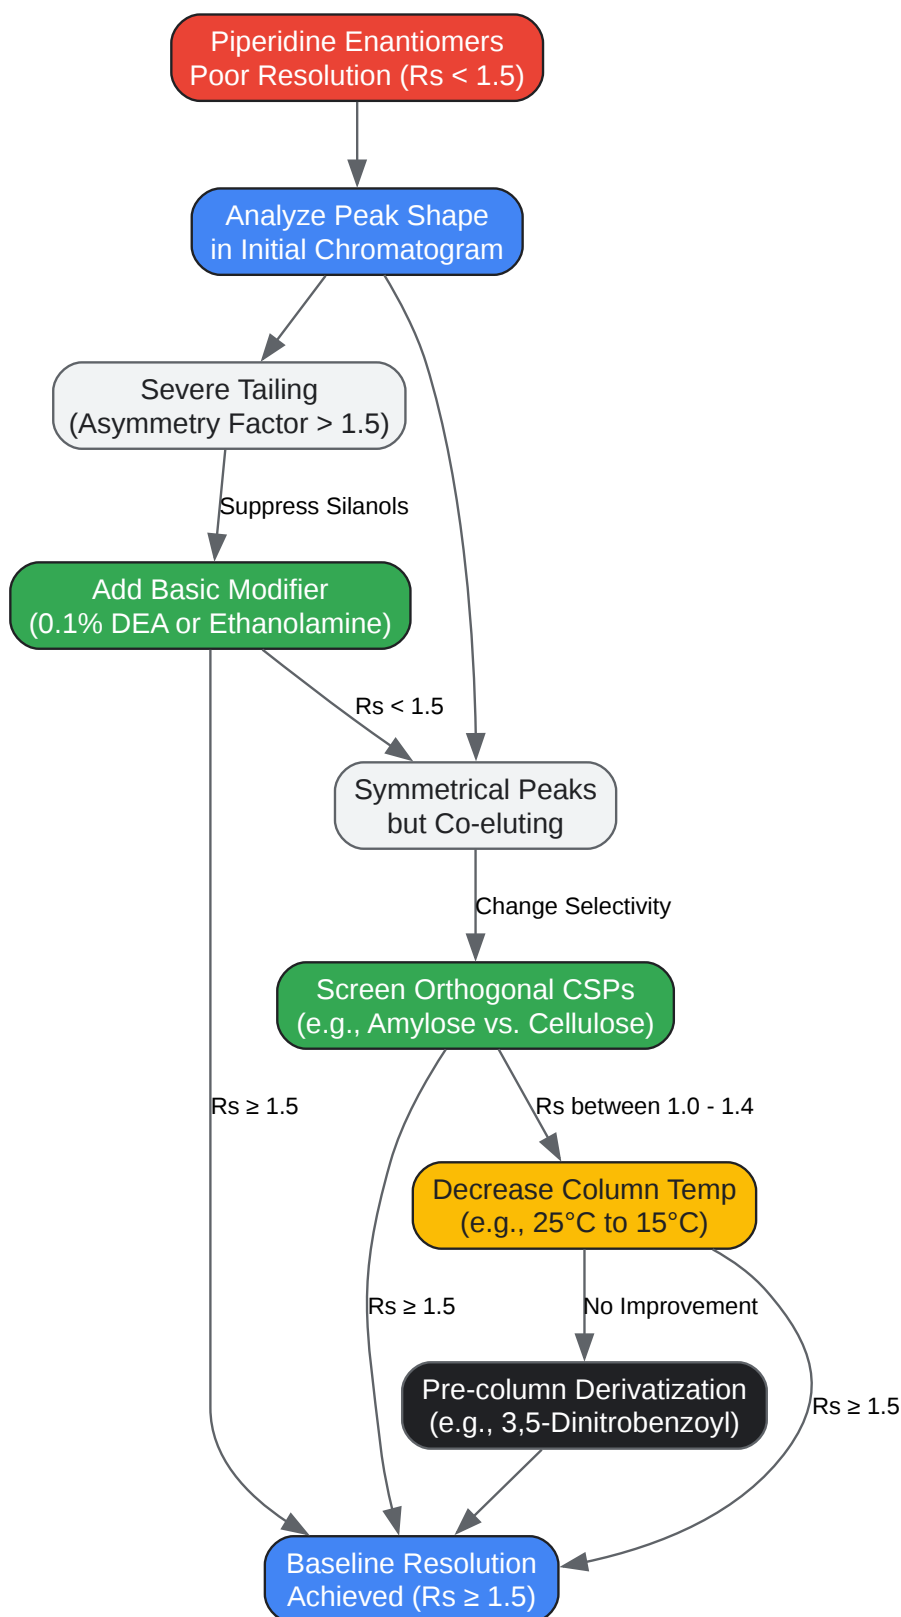 Piperidine Enantiomers
Poor Resolution (Rs < 1.5)
Analyze Peak Shape
in Initial Chromatogram
Severe Tailing
(Asymmetry Factor > 1.5)
Suppress Silanols
Add Basic Modifier
(0.1% DEA or Ethanolamine)
Rs < 1.5
Symmetrical Peaks
but Co-eluting
Change Selectivity
Screen Orthogonal CSPs
(e.g., Amylose vs. Cellulose)
Rs ≥ 1.5
Rs between 1.0 - 1.4
Decrease Column Temp
(e.g., 25°C to 15°C)
Rs ≥ 1.5
No Improvement
Pre-column Derivatization
(e.g., 3,5-Dinitrobenzoyl)
Rs ≥ 1.5
Baseline Resolution
Achieved (Rs ≥ 1.5)